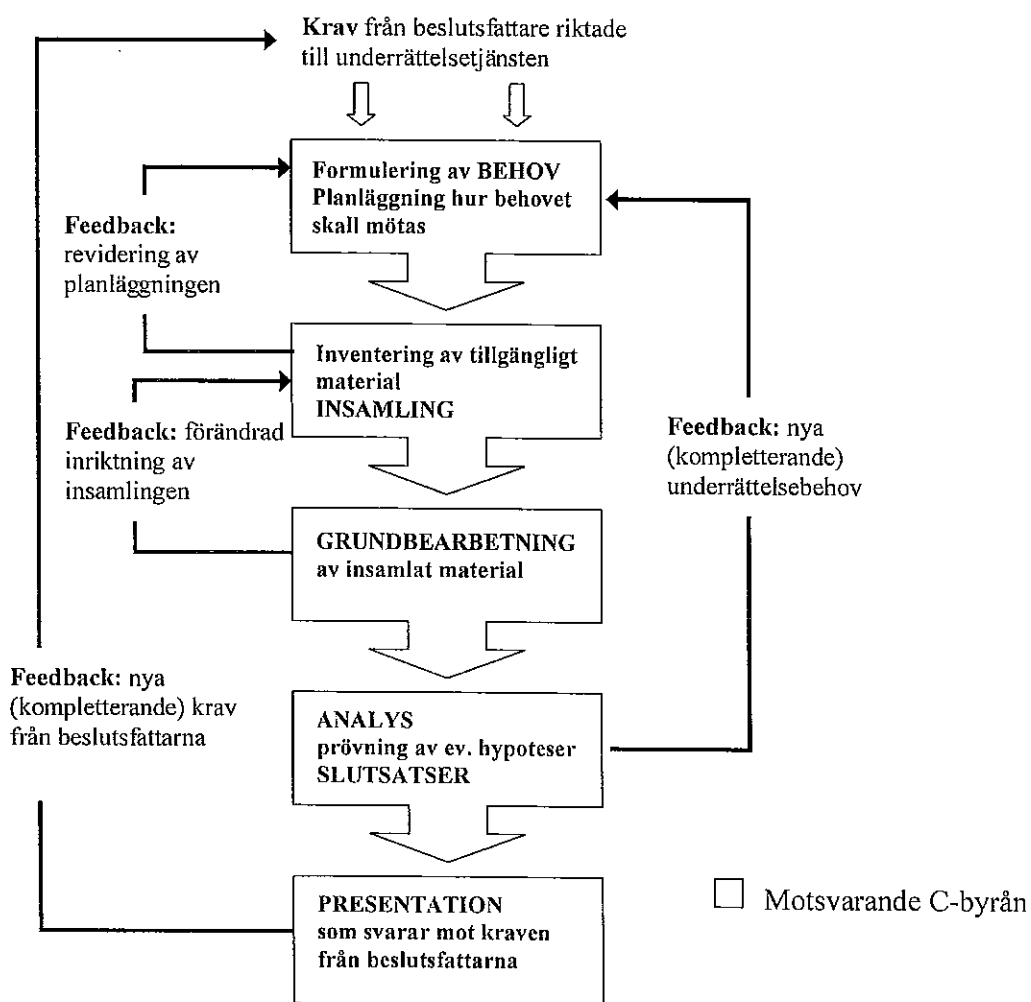 Krav från beslutsfattare riktade
till underrättelsetjänsten
Formulering av BEHOV
Planläggning hur behovet
skall mötas
Feedback:
revidering av
planläggningen
Inventering av tillgängligt
material
INSAMLING
Feedback: förändrad
inriktning av
insamlingen
Feedback: nya
(kompletterande)
underrättelsebehov
GRUNDBEARBETNING
av insamlat material
Feedback: nya
(kompletterande) krav
från beslutsfattarna
ANALYS
prövning av ev. hypoteser
SLUTSATSER
PRESENTATION
som svarar mot kraven
från beslutsfattarna
Motsvarande C-byrån